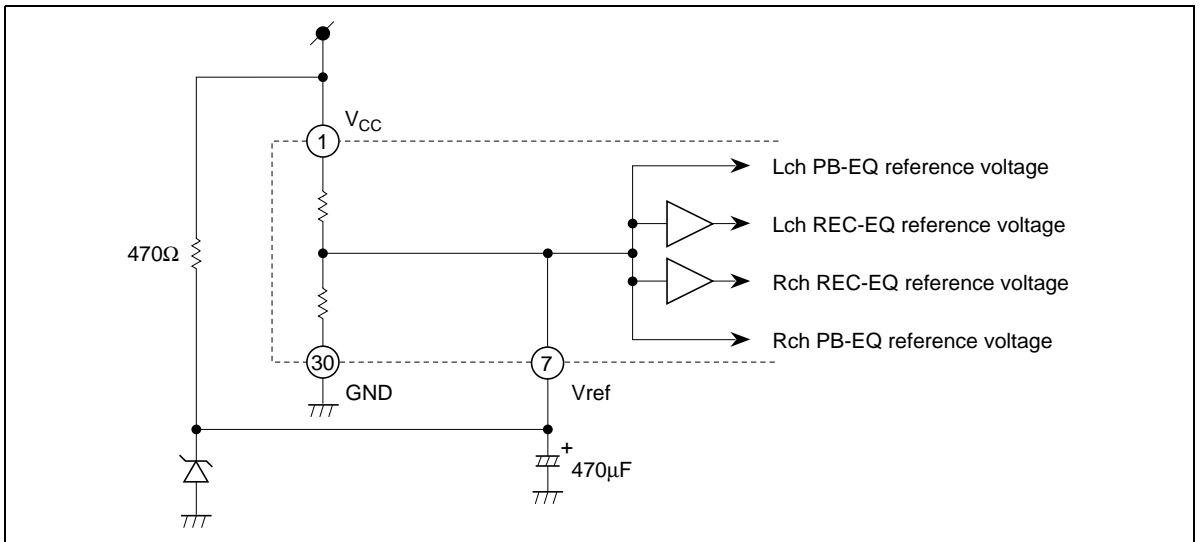 V_CC
1
Lch PB-EQ reference voltage
Lch REC-EQ reference voltage
470Ω
Rch REC-EQ reference voltage
Rch PB-EQ reference voltage
30
7
GND
Vref
+
470μF